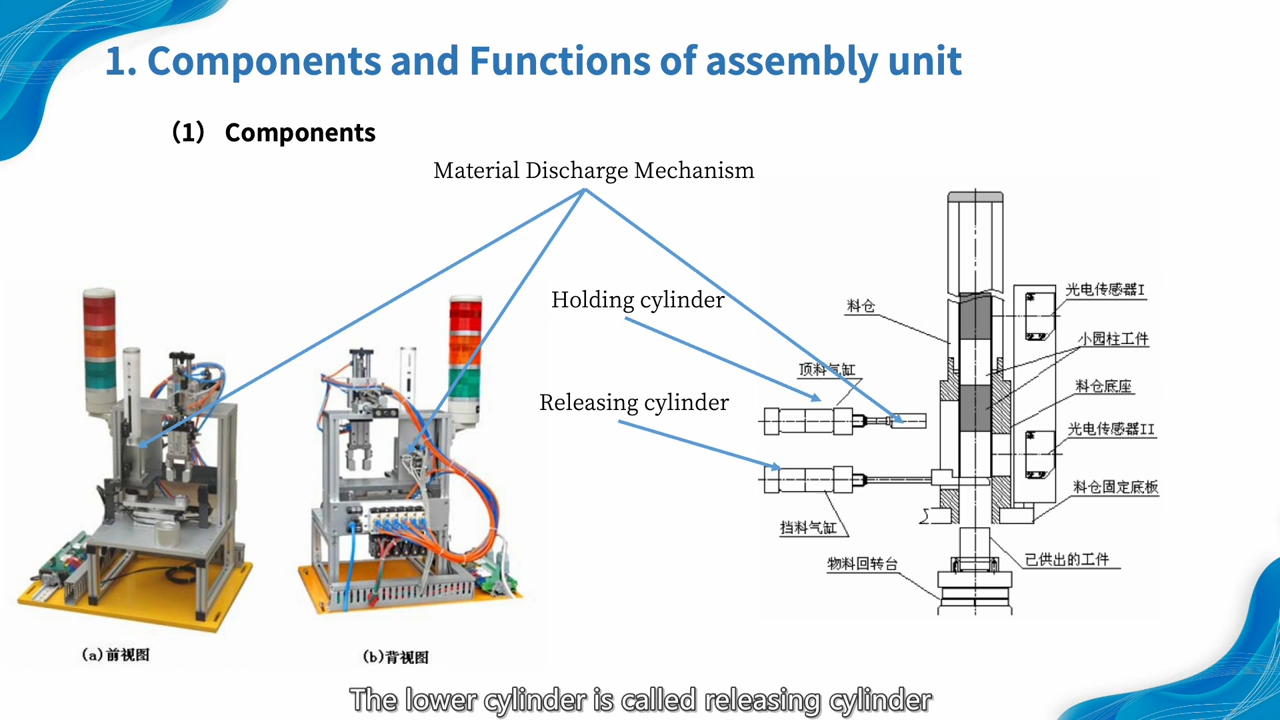 1. Components and Functions of assembly unit
（1） Components
Material Discharge Mechanism
Holding cylinder
Releasing cylinder
光电传感器I
料仓
小园柱工件
顶料气缸
料仓底座
光电传感器II
料仓固定底板
挡料气缸
已供出的工件
物料回转台
(a)前视图
(b)背视图
The lower cylinder is called releasing cylinder